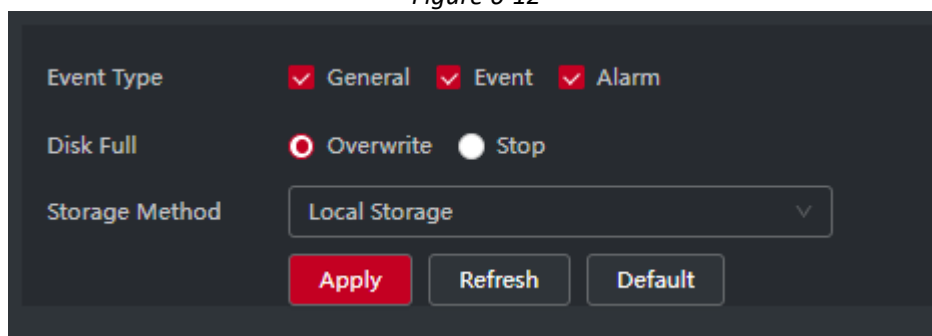 Figure 6-12
Event Type General Event Alarm
Disk Full Overwrite Stop
Storage Method Local Storage
Apply Refresh Default